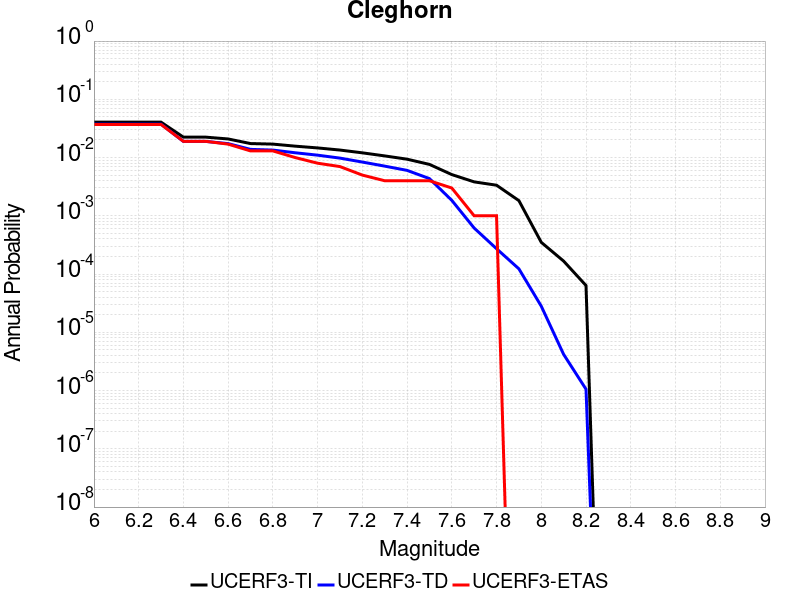 Cleghorn
10^0
10^-1
10^-2
10^-3
10^-4
10^-5
10^-6
10^-7
10^-8
Annual Probability
6 6.2 6.4 6.6 6.8 7 7.2 7.4 7.6 7.8 8 8.2 8.4 8.6 8.8 9
Magnitude
UCERF3-TI UCERF3-TD UCERF3-ETAS